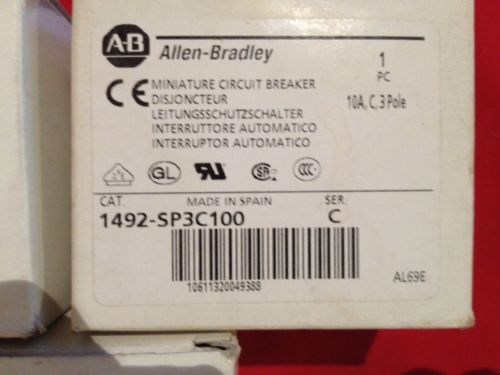 A-B Allen-Bradley
1
PC
CE MINIATURE CIRCUIT BREAKER
DISJONCTEUR
LEITUNGSSCHUTZSCHALTER
INTERRUTTORE AUTOMATICO
INTERRUPTOR AUTOMATICO
10A, C, 3 Pole
GL
CAT. MADE IN SPAIN SER.
1492-SP3C100 C
10611320049388
AL69E